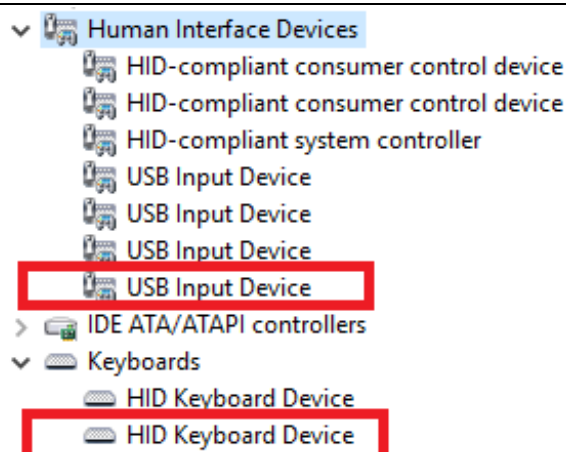 Human Interface Devices
HID-compliant consumer control device
HID-compliant consumer control device
HID-compliant system controller
USB Input Device
USB Input Device
USB Input Device
USB Input Device
IDE ATA/ATAPI controllers
Keyboards
HID Keyboard Device
HID Keyboard Device